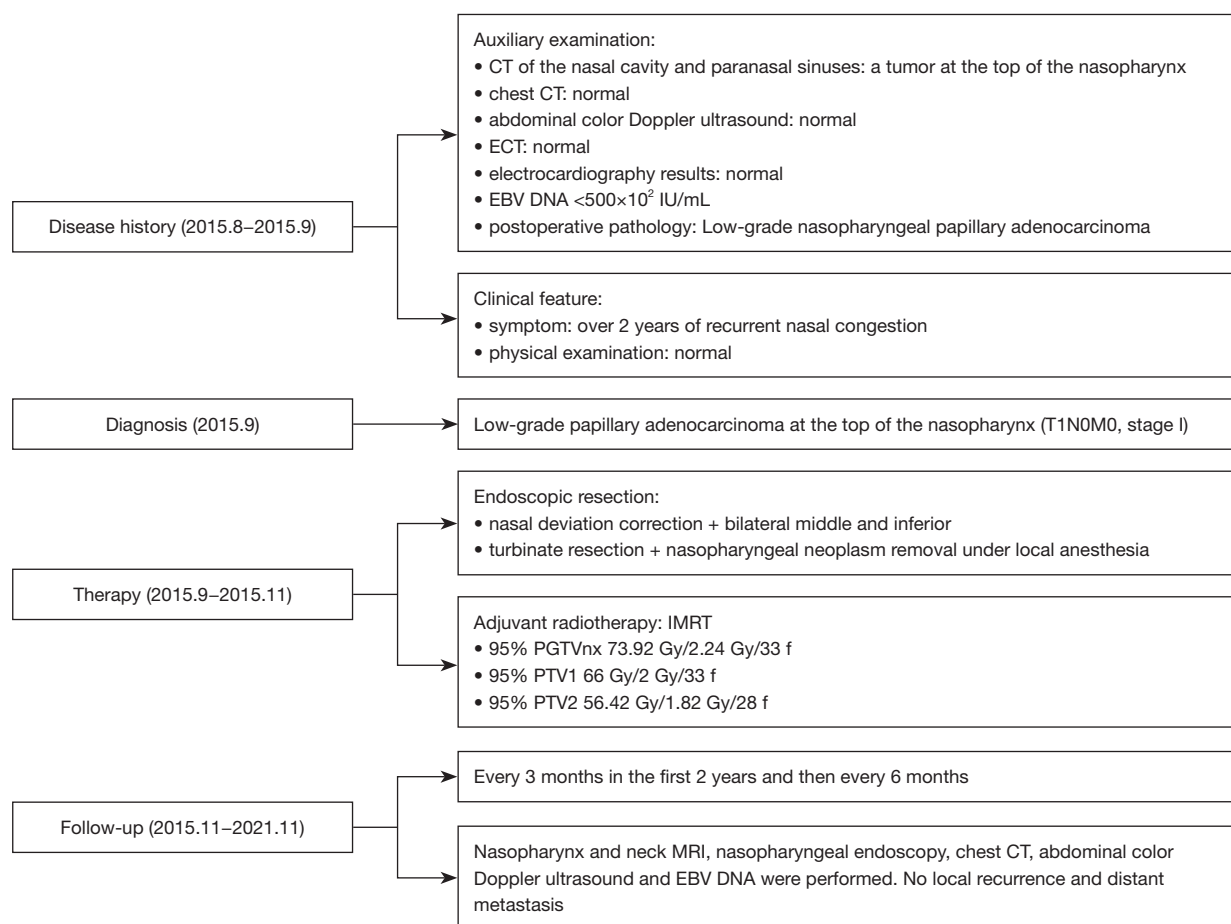 Disease history (2015.8–2015.9)
Auxiliary examination:
• CT of the nasal cavity and paranasal sinuses: a tumor at the top of the nasopharynx
• chest CT: normal
• abdominal color Doppler ultrasound: normal
• ECT: normal
• electrocardiography results: normal
• EBV DNA <500×10² IU/mL
• postoperative pathology: Low-grade nasopharyngeal papillary adenocarcinoma
Clinical feature:
• symptom: over 2 years of recurrent nasal congestion
• physical examination: normal
Diagnosis (2015.9)
Low-grade papillary adenocarcinoma at the top of the nasopharynx (T1N0M0, stage I)
Therapy (2015.9–2015.11)
Endoscopic resection:
• nasal deviation correction + bilateral middle and inferior
• turbinate resection + nasopharyngeal neoplasm removal under local anesthesia
Adjuvant radiotherapy: IMRT
• 95% PGTVnx 73.92 Gy/2.24 Gy/33 f
• 95% PTV1 66 Gy/2 Gy/33 f
• 95% PTV2 56.42 Gy/1.82 Gy/28 f
Follow-up (2015.11–2021.11)
Every 3 months in the first 2 years and then every 6 months
Nasopharynx and neck MRI, nasopharyngeal endoscopy, chest CT, abdominal color
Doppler ultrasound and EBV DNA were performed. No local recurrence and distant
metastasis